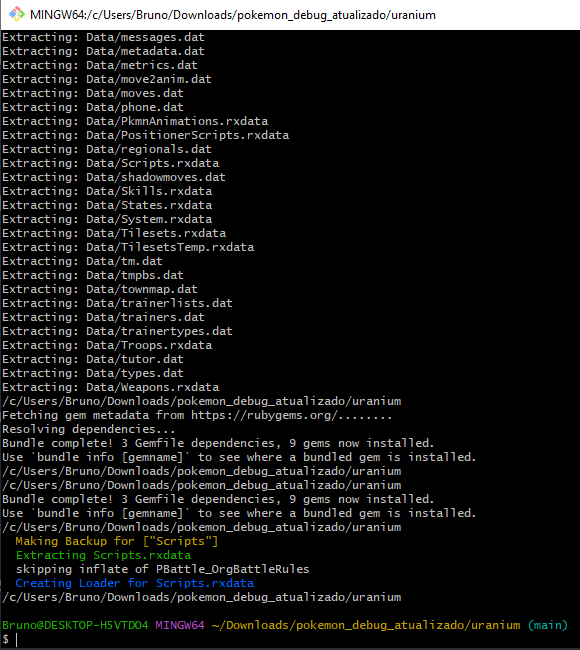 MINGW64:/c/Users/Bruno/Downloads/pokemon_debug_atualizado/uranium
Extracting: Data/messages.dat
Extracting: Data/metadata.dat
Extracting: Data/metrics.dat
Extracting: Data/move2anim.dat
Extracting: Data/moves.dat
Extracting: Data/phone.dat
Extracting: Data/PkmnAnimations.rxdata
Extracting: Data/PositionerScripts.rxdata
Extracting: Data/regionals.dat
Extracting: Data/Scripts.rxdata
Extracting: Data/shadowmoves.dat
Extracting: Data/Skills.rxdata
Extracting: Data/States.rxdata
Extracting: Data/System.rxdata
Extracting: Data/Tilesets.rxdata
Extracting: Data/TilesetsTemp.rxdata
Extracting: Data/tm.dat
Extracting: Data/tmpbs.dat
Extracting: Data/townmap.dat
Extracting: Data/trainerlists.dat
Extracting: Data/trainers.dat
Extracting: Data/trainertypes.dat
Extracting: Data/Troops.rxdata
Extracting: Data/tutor.dat
Extracting: Data/types.dat
Extracting: Data/Weapons.rxdata
/c/Users/Bruno/Downloads/pokemon_debug_atualizado/uranium
Fetching gem metadata from https://rubygems.org/........
Resolving dependencies...
Bundle complete! 3 Gemfile dependencies, 9 gems now installed.
Use `bundle info [gemname]` to see where a bundled gem is installed.
/c/Users/Bruno/Downloads/pokemon_debug_atualizado/uranium
/c/Users/Bruno/Downloads/pokemon_debug_atualizado/uranium
Bundle complete! 3 Gemfile dependencies, 9 gems now installed.
Use `bundle info [gemname]` to see where a bundled gem is installed.
/c/Users/Bruno/Downloads/pokemon_debug_atualizado/uranium
Making Backup for ["Scripts"]
Extracting Scripts.rxdata
skipping inflate of PBattle_OrgBattleRules
Creating Loader for Scripts.rxdata
/c/Users/Bruno/Downloads/pokemon_debug_atualizado/uranium
Bruno@DESKTOP-H5VTDO4 MINGW64 ~/Downloads/pokemon_debug_atualizado/uranium (main)
$